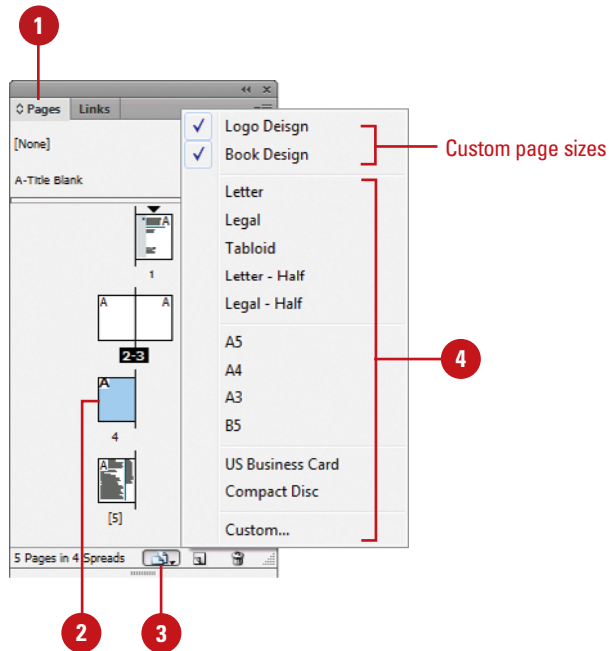 1
Pages Links
[None]
A-Title Blank
A
1
A A
2-3
A
4
A
[5]
5 Pages in 4 Spreads
Logo Deisgn
Book Design
Custom page sizes
Letter
Legal
Tabloid
Letter - Half
Legal - Half
A5
A4
A3
B5
US Business Card
Compact Disc
Custom...
4
2
3